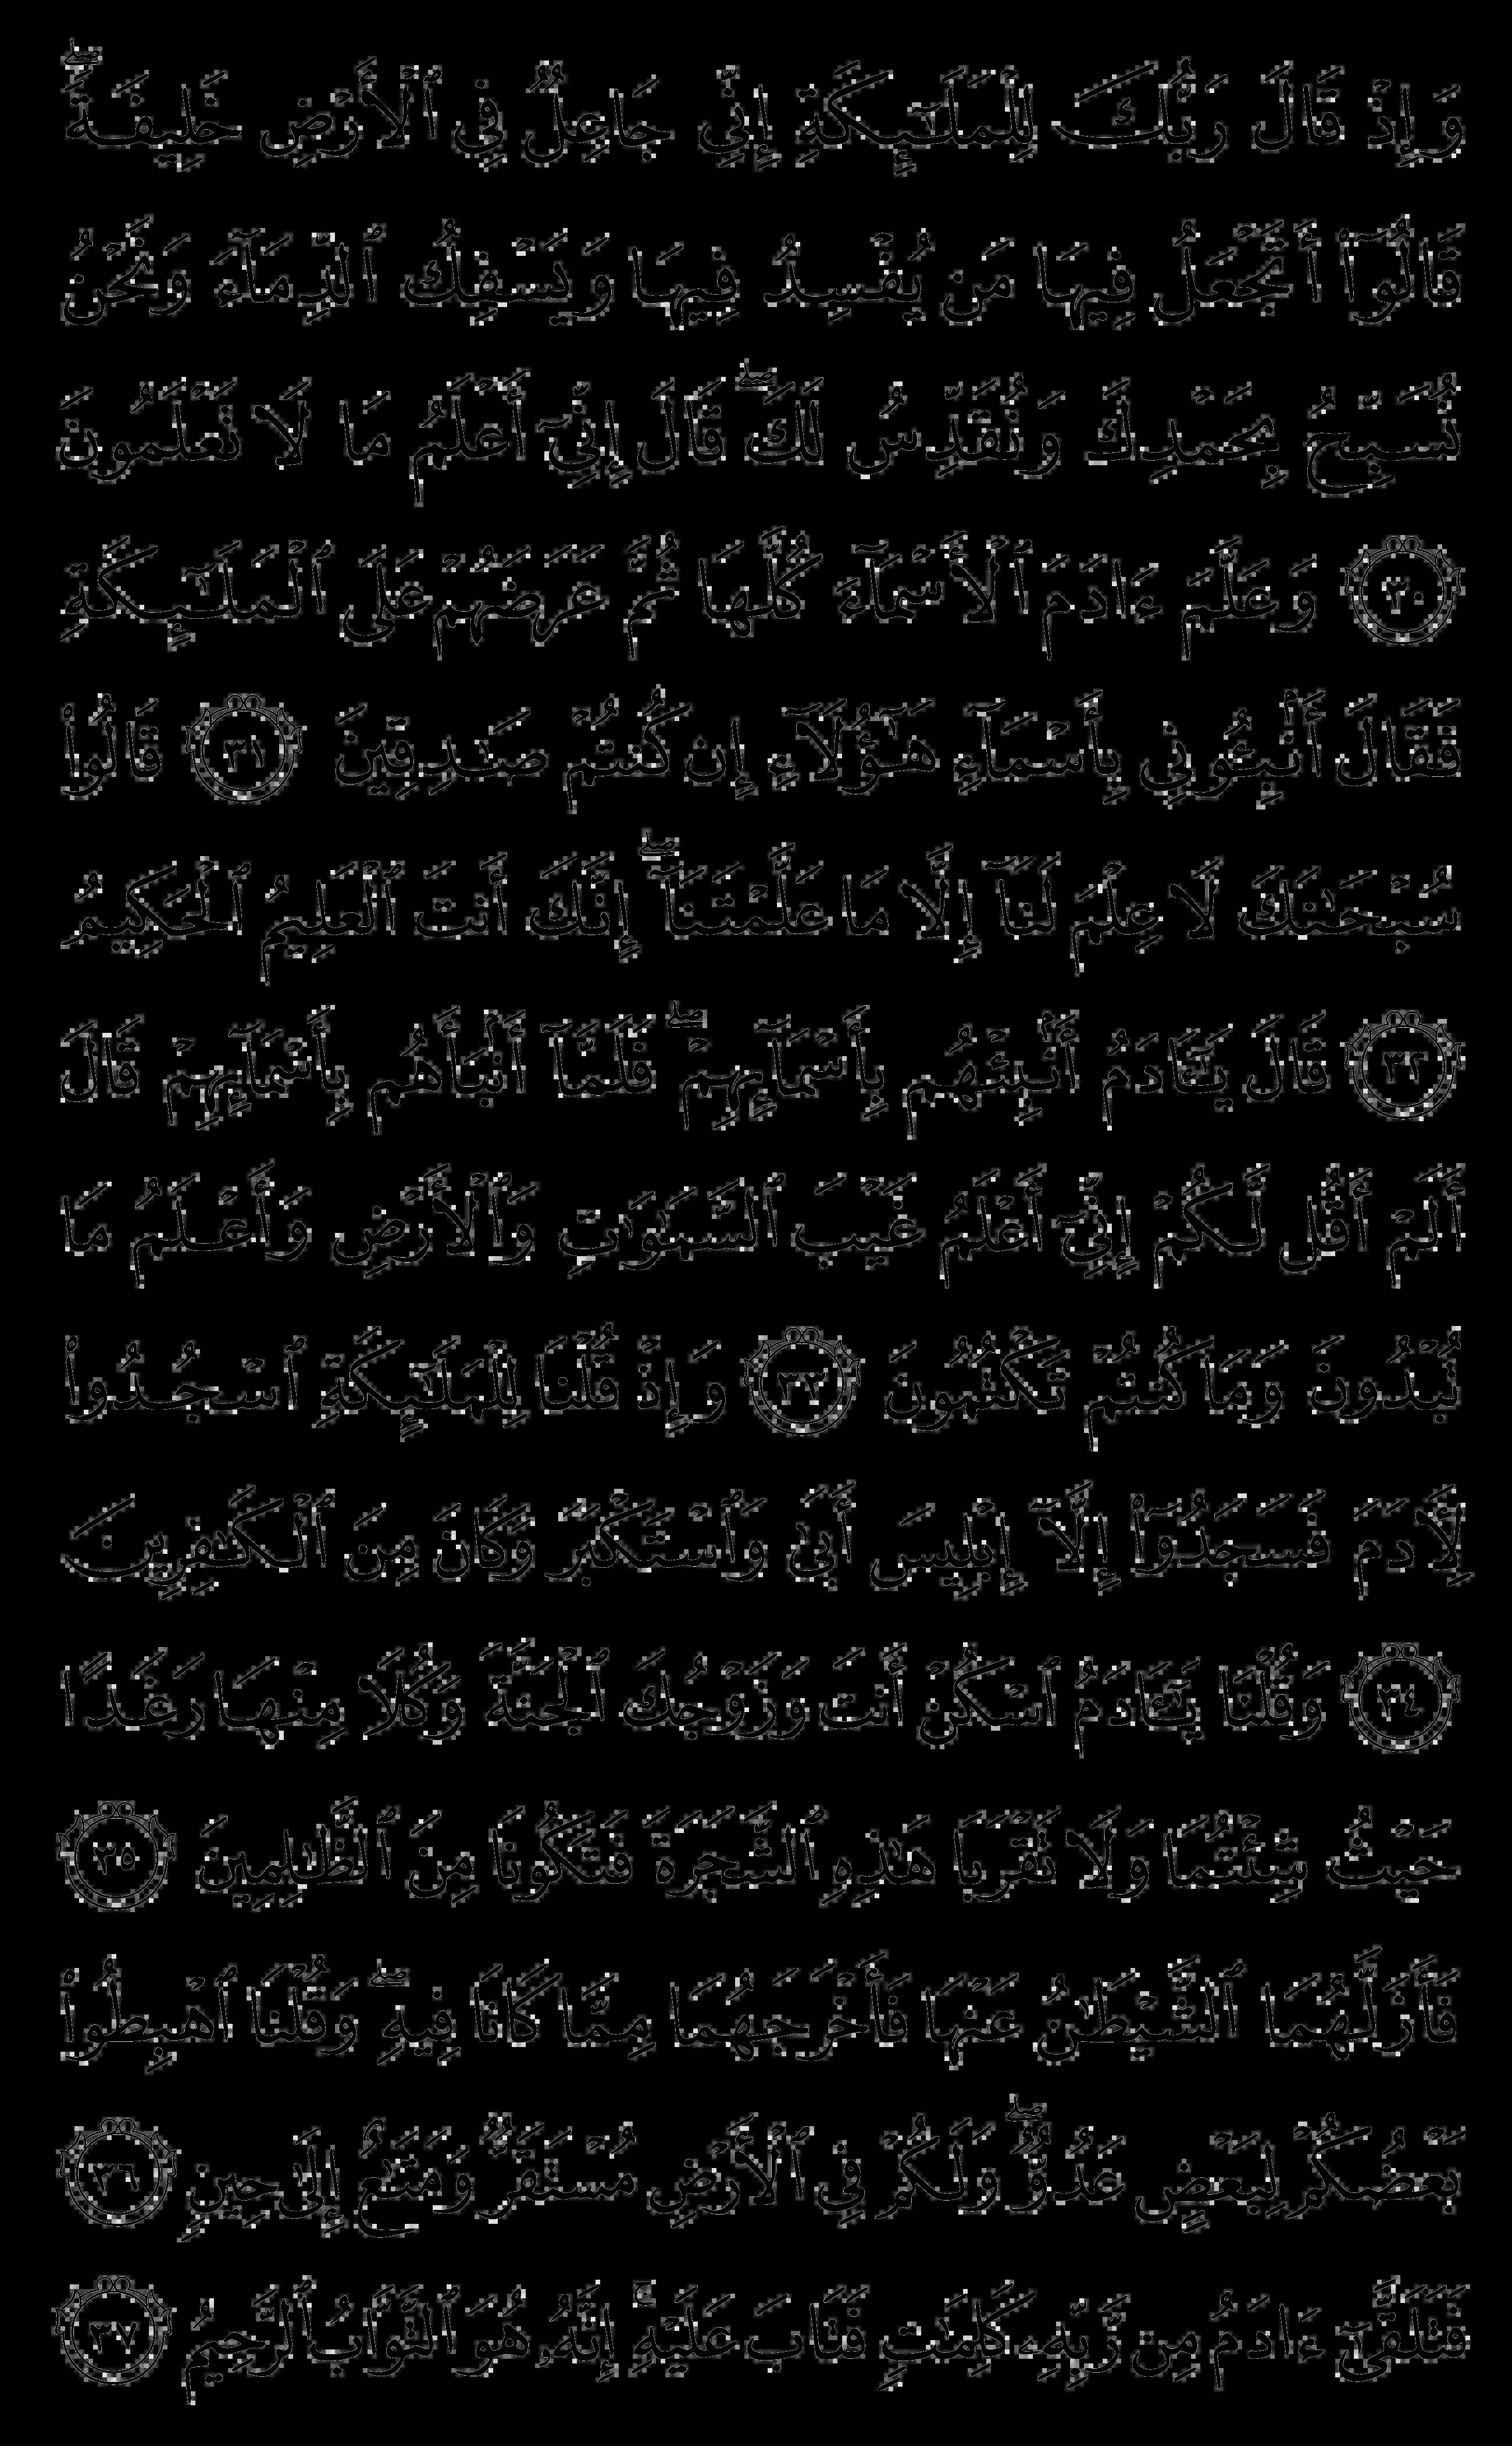 وَإِذْ قَالَ رَبُّكَ لِلْمَلَـٰٓئِكَةِ إِنِّى جَاعِلٌ فِى ٱلْأَرْضِ خَلِيفَةً ۖ
قَالُوٓا۟ أَتَجْعَلُ فِيهَا مَن يُفْسِدُ فِيهَا وَيَسْفِكُ ٱلدِّمَآءَ وَنَحْنُ
نُسَبِّحُ بِحَمْدِكَ وَنُقَدِّسُ لَكَ ۖ قَالَ إِنِّىٓ أَعْلَمُ مَا لَا تَعْلَمُونَ
٣٠ وَعَلَّمَ ءَادَمَ ٱلْأَسْمَآءَ كُلَّهَا ثُمَّ عَرَضَهُمْ عَلَى ٱلْمَلَـٰٓئِكَةِ
فَقَالَ أَنۢبِـُٔونِى بِأَسْمَآءِ هَـٰٓؤُلَآءِ إِن كُنتُمْ صَـٰدِقِينَ ٣١ قَالُوا۟
سُبْحَـٰنَكَ لَا عِلْمَ لَنَآ إِلَّا مَا عَلَّمْتَنَآ ۖ إِنَّكَ أَنتَ ٱلْعَلِيمُ ٱلْحَكِيمُ
٣٢ قَالَ يَـٰٓـَٔادَمُ أَنۢبِئْهُم بِأَسْمَآئِهِمْ ۖ فَلَمَّآ أَنۢبَأَهُم بِأَسْمَآئِهِمْ قَالَ
أَلَمْ أَقُل لَّكُمْ إِنِّىٓ أَعْلَمُ غَيْبَ ٱلسَّمَـٰوَٰتِ وَٱلْأَرْضِ وَأَعْلَمُ مَا
تُبْدُونَ وَمَا كُنتُمْ تَكْتُمُونَ ٣٣ وَإِذْ قُلْنَا لِلْمَلَـٰٓئِكَةِ ٱسْجُدُوا۟
لِـَٔادَمَ فَسَجَدُوٓا۟ إِلَّآ إِبْلِيسَ أَبَىٰ وَٱسْتَكْبَرَ وَكَانَ مِنَ ٱلْكَـٰفِرِينَ
٣٤ وَقُلْنَا يَـٰٓـَٔادَمُ ٱسْكُنْ أَنتَ وَزَوْجُكَ ٱلْجَنَّةَ وَكُلَا مِنْهَا رَغَدًا
حَيْثُ شِئْتُمَا وَلَا تَقْرَبَا هَـٰذِهِ ٱلشَّجَرَةَ فَتَكُونَا مِنَ ٱلظَّـٰلِمِينَ ٣٥
فَأَزَلَّهُمَا ٱلشَّيْطَـٰنُ عَنْهَا فَأَخْرَجَهُمَا مِمَّا كَانَا فِيهِ ۖ وَقُلْنَا ٱهْبِطُوا۟
بَعْضُكُمْ لِبَعْضٍ عَدُوٌّ ۖ وَلَكُمْ فِى ٱلْأَرْضِ مُسْتَقَرٌّ وَمَتَـٰعٌ إِلَىٰ حِينٍ ٣٦
فَتَلَقَّىٰٓ ءَادَمُ مِن رَّبِّهِۦ كَلِمَـٰتٍ فَتَابَ عَلَيْهِ ۚ إِنَّهُۥ هُوَ ٱلتَّوَّابُ ٱلرَّحِيمُ ٣٧